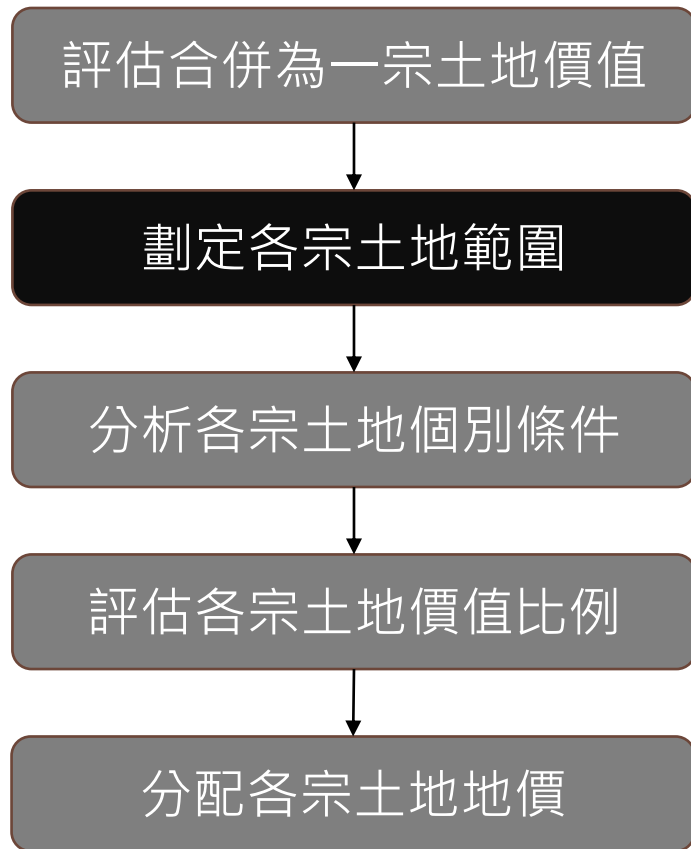 評估合併為一宗土地價值
劃定各宗土地範圍
分析各宗土地個別條件
評估各宗土地價值比例
分配各宗土地地價